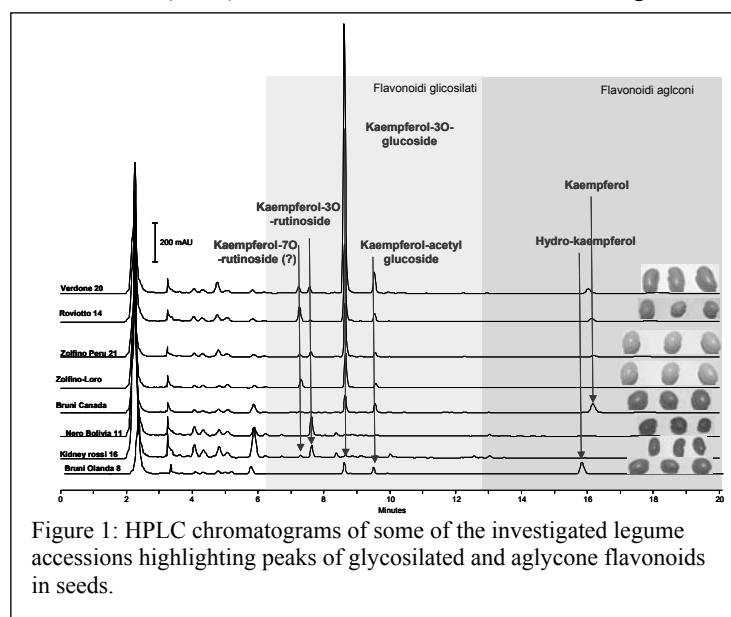 Flavonoidi glicosilati
Flavonoidi aglconi
Kaempferol-3O-
glucoside
Kaempferol
Kaempferol-3O
-rutinoside
200 mAU
Kaempferol-7O
-rutinoside (?)
Kaempferol-acetyl
glucoside
Hydro-kaempferol
Verdone 20
Roviotto 14
Zolfino Peru 21
Zolfino-Loro
Bruni Canada
Nero Bolivia 11
Kidney rossi 16
Bruni Olanda 8
0 2 4 6 8 10 12 14 16 18 20
Minutes
Figure 1: HPLC chromatograms of some of the investigated legume
accessions highlighting peaks of glycosilated and aglycone flavonoids
in seeds.